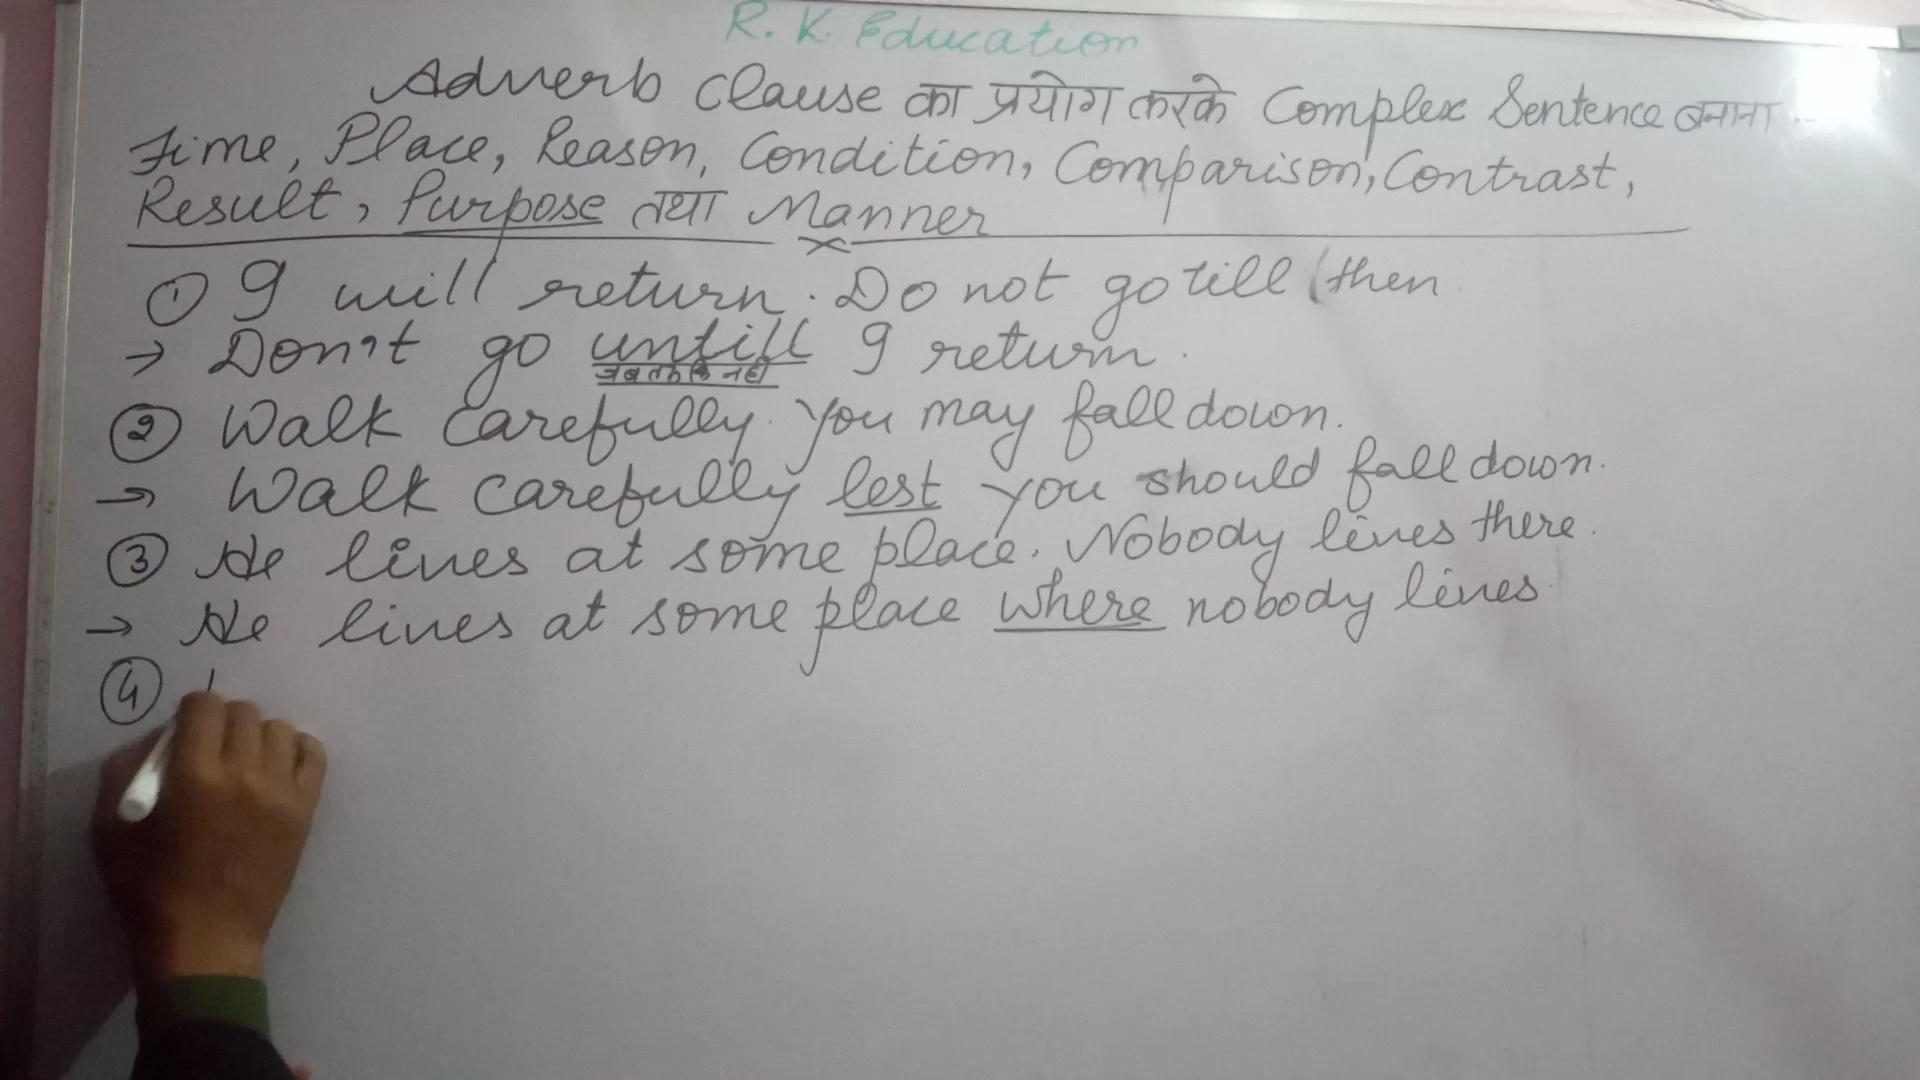 R. K. Education
Adverb Clause का प्रयोग करके Complex Sentence बनाना
Time, Place, Reason, Condition, Comparison, Contrast,
Result, Purpose तथा Manner
① I will return. Do not go till then.
→ Don't go untill I return.
जब तक कि नहीं
② Walk carefully. You may fall down.
→ Walk carefully lest you should fall down.
③ He lives at some place. Nobody lives there.
→ He lives at some place where nobody lives.
④